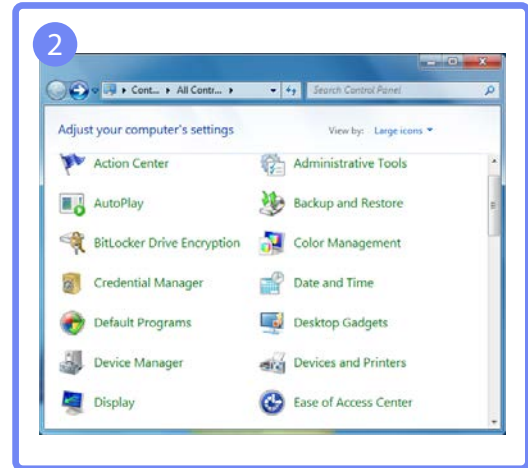 2
Cont... All Contr...
Search Control Panel
Adjust your computer's settings
View by: Large icons
Action Center
Administrative Tools
AutoPlay
Backup and Restore
BitLocker Drive Encryption
Color Management
Credential Manager
Date and Time
Default Programs
Desktop Gadgets
Device Manager
Devices and Printers
Display
Ease of Access Center